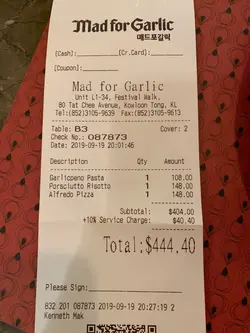 Mad for Garlic
매드포갈릭
(Cash):__________(Cr.Card):__________
(Coupon):__________
Mad for Garlic
Unit L1-34, Festival Walk,
80 Tat Chee Avenue, Kowloon Tong, KL
Tel:(852)3105-9639 Fax:(852)3105-9613
Table: B3 Cover: 2
Check No.: 087873
Date: 2019-09-19 20:01:46
Description Qty Amount
Garlicpeno Pasta 1 108.00
Porsciutto Risotto 1 148.00
Alfredo Pizza 1 148.00
Subtotal: $404.00
+10% Service Charge: $40.40
Total:$444.40
Please Sign:__________
B32 201 087873 2019-09-19 20:27:19 2
Kenneth Mak